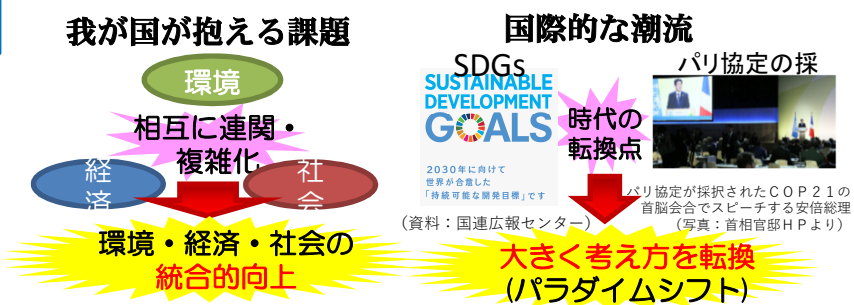 我が国が抱える課題
環境
相互に連関・
複雑化
経
済
社
会
環境・経済・社会の
統合的向上
国際的な潮流
SDGs
SUSTAINABLE
DEVELOPMENT
GOALS
2030年に向けて
世界が合意した
「持続可能な開発目標」です
（資料：国連広報センター）
時代の
転換点
パリ協定の採
パリ協定が採択されたＣＯＰ２１の
首脳会合でスピーチする安倍総理
（写真：首相官邸ＨＰより）
大きく考え方を転換
(パラダイムシフト)